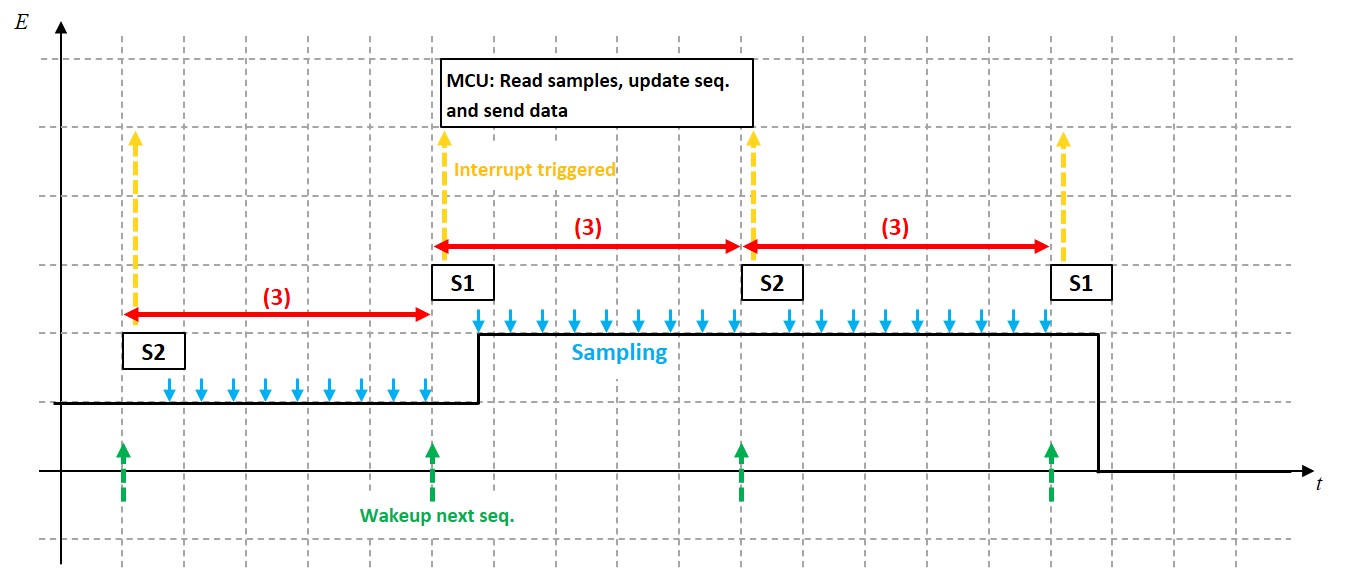 E
MCU: Read samples, update seq.
and send data
Interrupt triggered
(3)
(3)
S1
S2
S1
(3)
S2
Sampling
t
Wakeup next seq.